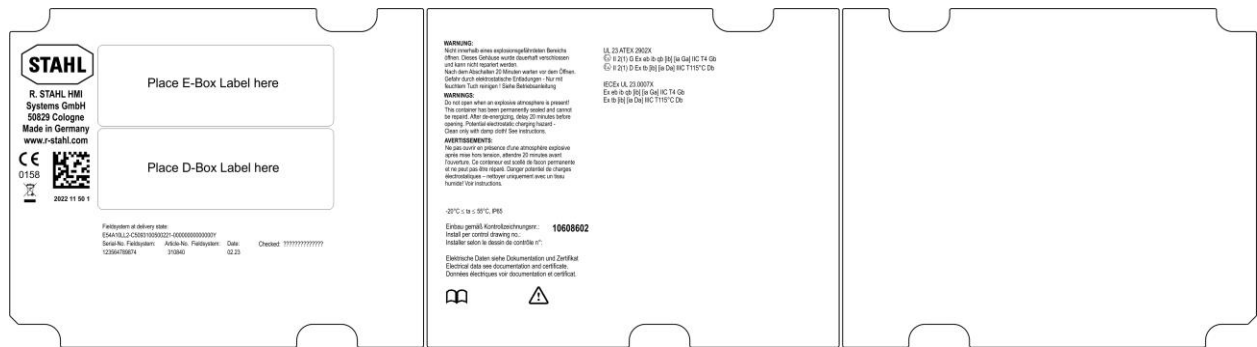 STAHL
R. STAHL HMI
Systems GmbH
50829 Cologne
Made in Germany
www.r-stahl.com
CE
0158
2022 11 50 1
Place E-Box Label here
Place D-Box Label here
Fieldsystem at delivery state:
E54A10LL2-C5093100500221-000000000000000Y
Serial-No. Fieldsystem: Article-No. Fieldsystem: Date: Checked: ??????????????
123564789874 310840 02.23
WARNUNG:
Nicht innerhalb eines explosionsgefährdeten Bereichs
öffnen. Dieses Gehäuse wurde dauerhaft verschlossen
und kann nicht repariert werden.
Nach dem Abschalten 20 Minuten warten vor dem Öffnen.
Gefahr durch elektrostatische Entladungen - Nur mit
feuchtem Tuch reinigen ! Siehe Betriebsanleitung
WARNINGS:
Do not open when an explosive atmosphere is present!
This container has been permanently sealed and cannot
be repaird. After de-energizing, delay 20 minutes before
opening. Potential electrostatic charging hazard -
Clean only with damp cloth! See instructions.
AVERTISSEMENTS:
Ne pas ouvrir en présence d'une atmosphère explosive
après mise hors tension, attendre 20 minutes avant
l'ouverture. Ce conteneur est scellé de facon permanente
et ne peut pas être réparé. Danger potentiel de charges
électrostatiques – nettoyer uniquement avec un tissu
humide! Voir instructions.
-20°C ≤ ta ≤ 55°C, IP65
Einbau gemäß Kontrollzeichnungsnr.: 10608602
Install per control drawing no.:
Installer selon le dessin de contrôle n°:
Elektrische Daten siehe Dokumentation und Zertifikat
Electrical data see documentation and certificate.
Données électriques voir documentation et certificat.
UL 23 ATEX 2902X
II 2(1) G Ex eb ib qb [ib] [ia Ga] IIC T4 Gb
II 2(1) D Ex tb [ib] [ia Da] IIIC T115°C Db
IECEx UL 23.0007X
Ex eb ib qb [ib] [ia Ga] IIC T4 Gb
Ex tb [ib] [ia Da] IIIC T115°C Db